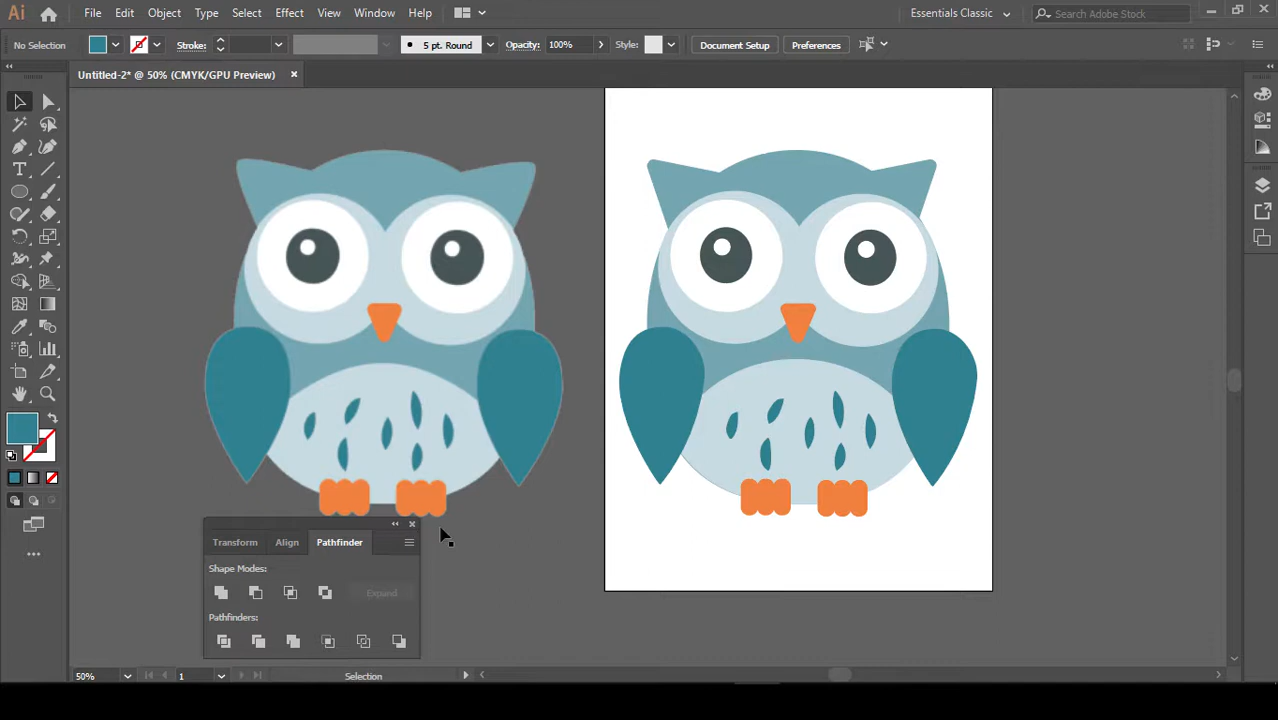 Ai File Edit Object Type Select Effect View Window Help Essentials Classic Search Adobe Stock
No Selection Stroke: 5 pt. Round Opacity: 100% Style: Document Setup Preferences
Untitled-2* @ 50% (CMYK/GPU Preview)
Transform Align Pathfinder
Shape Modes:
Expand
Pathfinders:
50% 1 Selection